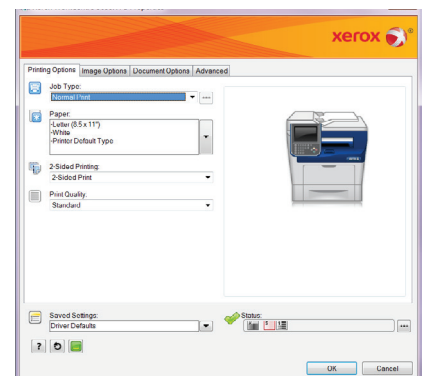 xerox
Printing Options Image Options Document Options Advanced
Job Type:
Normal Print
Paper:
-Letter (8.5 x 11")
-White
-Printer Default Type
2-Sided Printing:
2-Sided Print
Print Quality:
Standard
Saved Settings:
Driver Defaults
Status:
?
OK Cancel